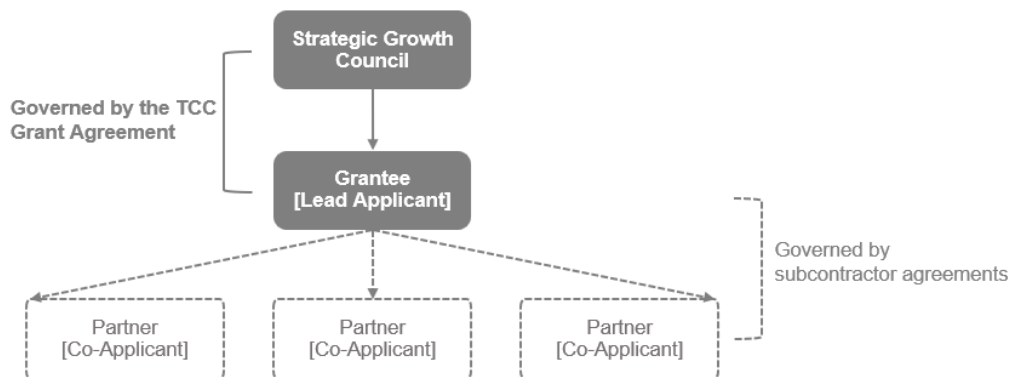 Strategic Growth
Council
Governed by the TCC
Grant Agreement
Grantee
[Lead Applicant]
Governed by
subcontractor agreements
Partner
[Co-Applicant]
Partner
[Co-Applicant]
Partner
[Co-Applicant]